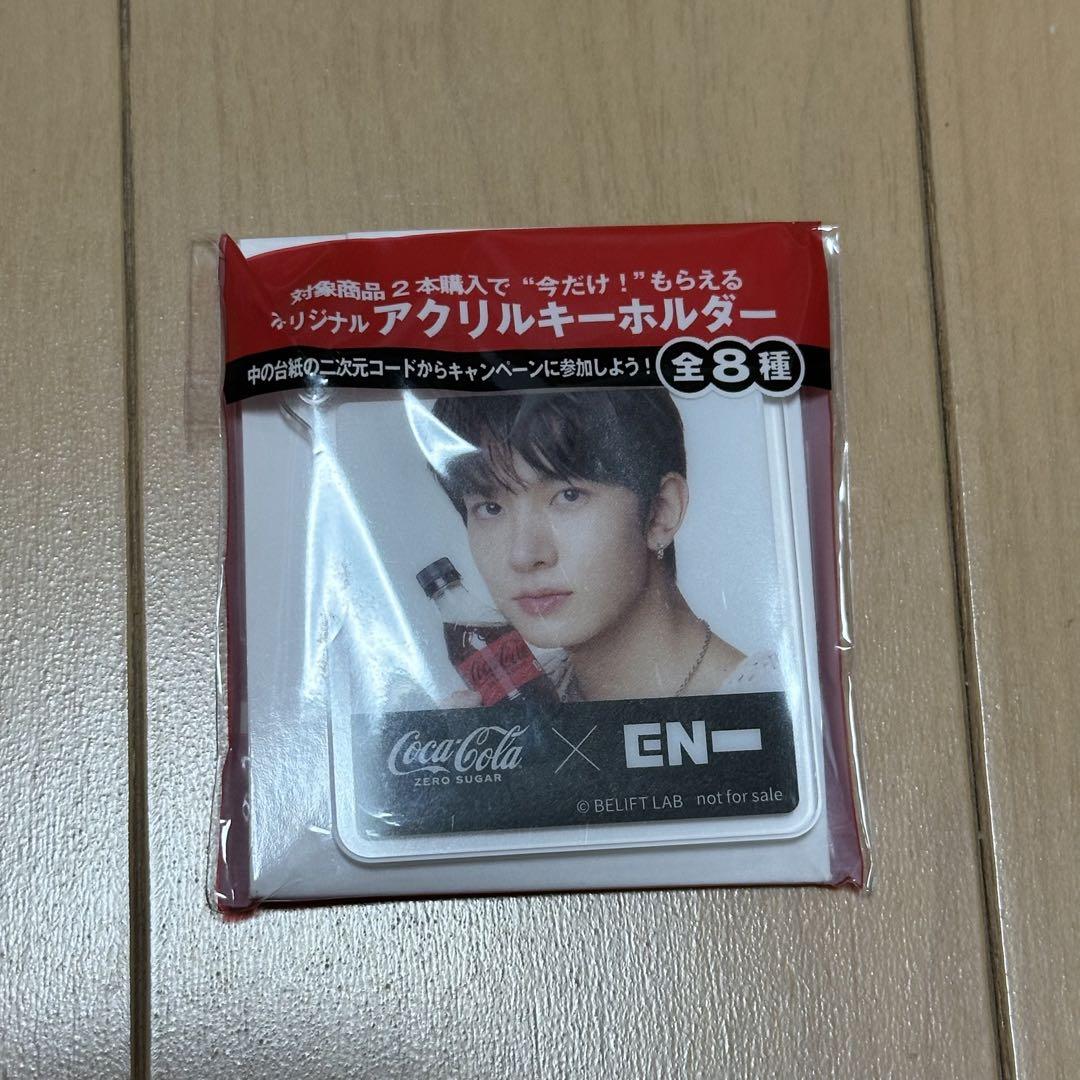 対象商品2本購入で“今だけ！”もらえる
オリジナルアクリルキーホルダー
中の台紙の二次元コードからキャンペーンに参加しよう！
全8種
Coca-Cola
Coca-Cola
ZERO SUGAR
×
EN-
© BELIFT LAB not for sale